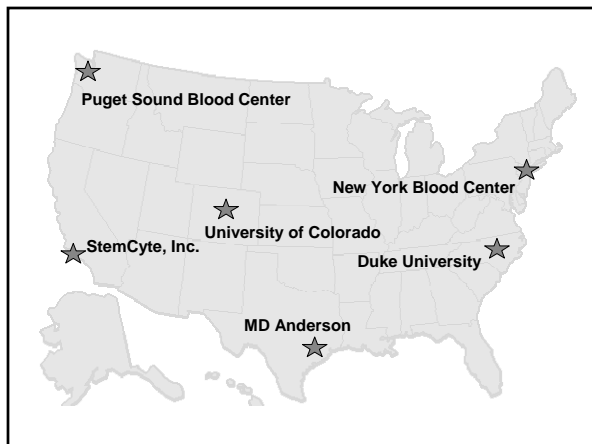 Puget Sound Blood Center
New York Blood Center
University of Colorado
StemCyte, Inc.
Duke University
MD Anderson